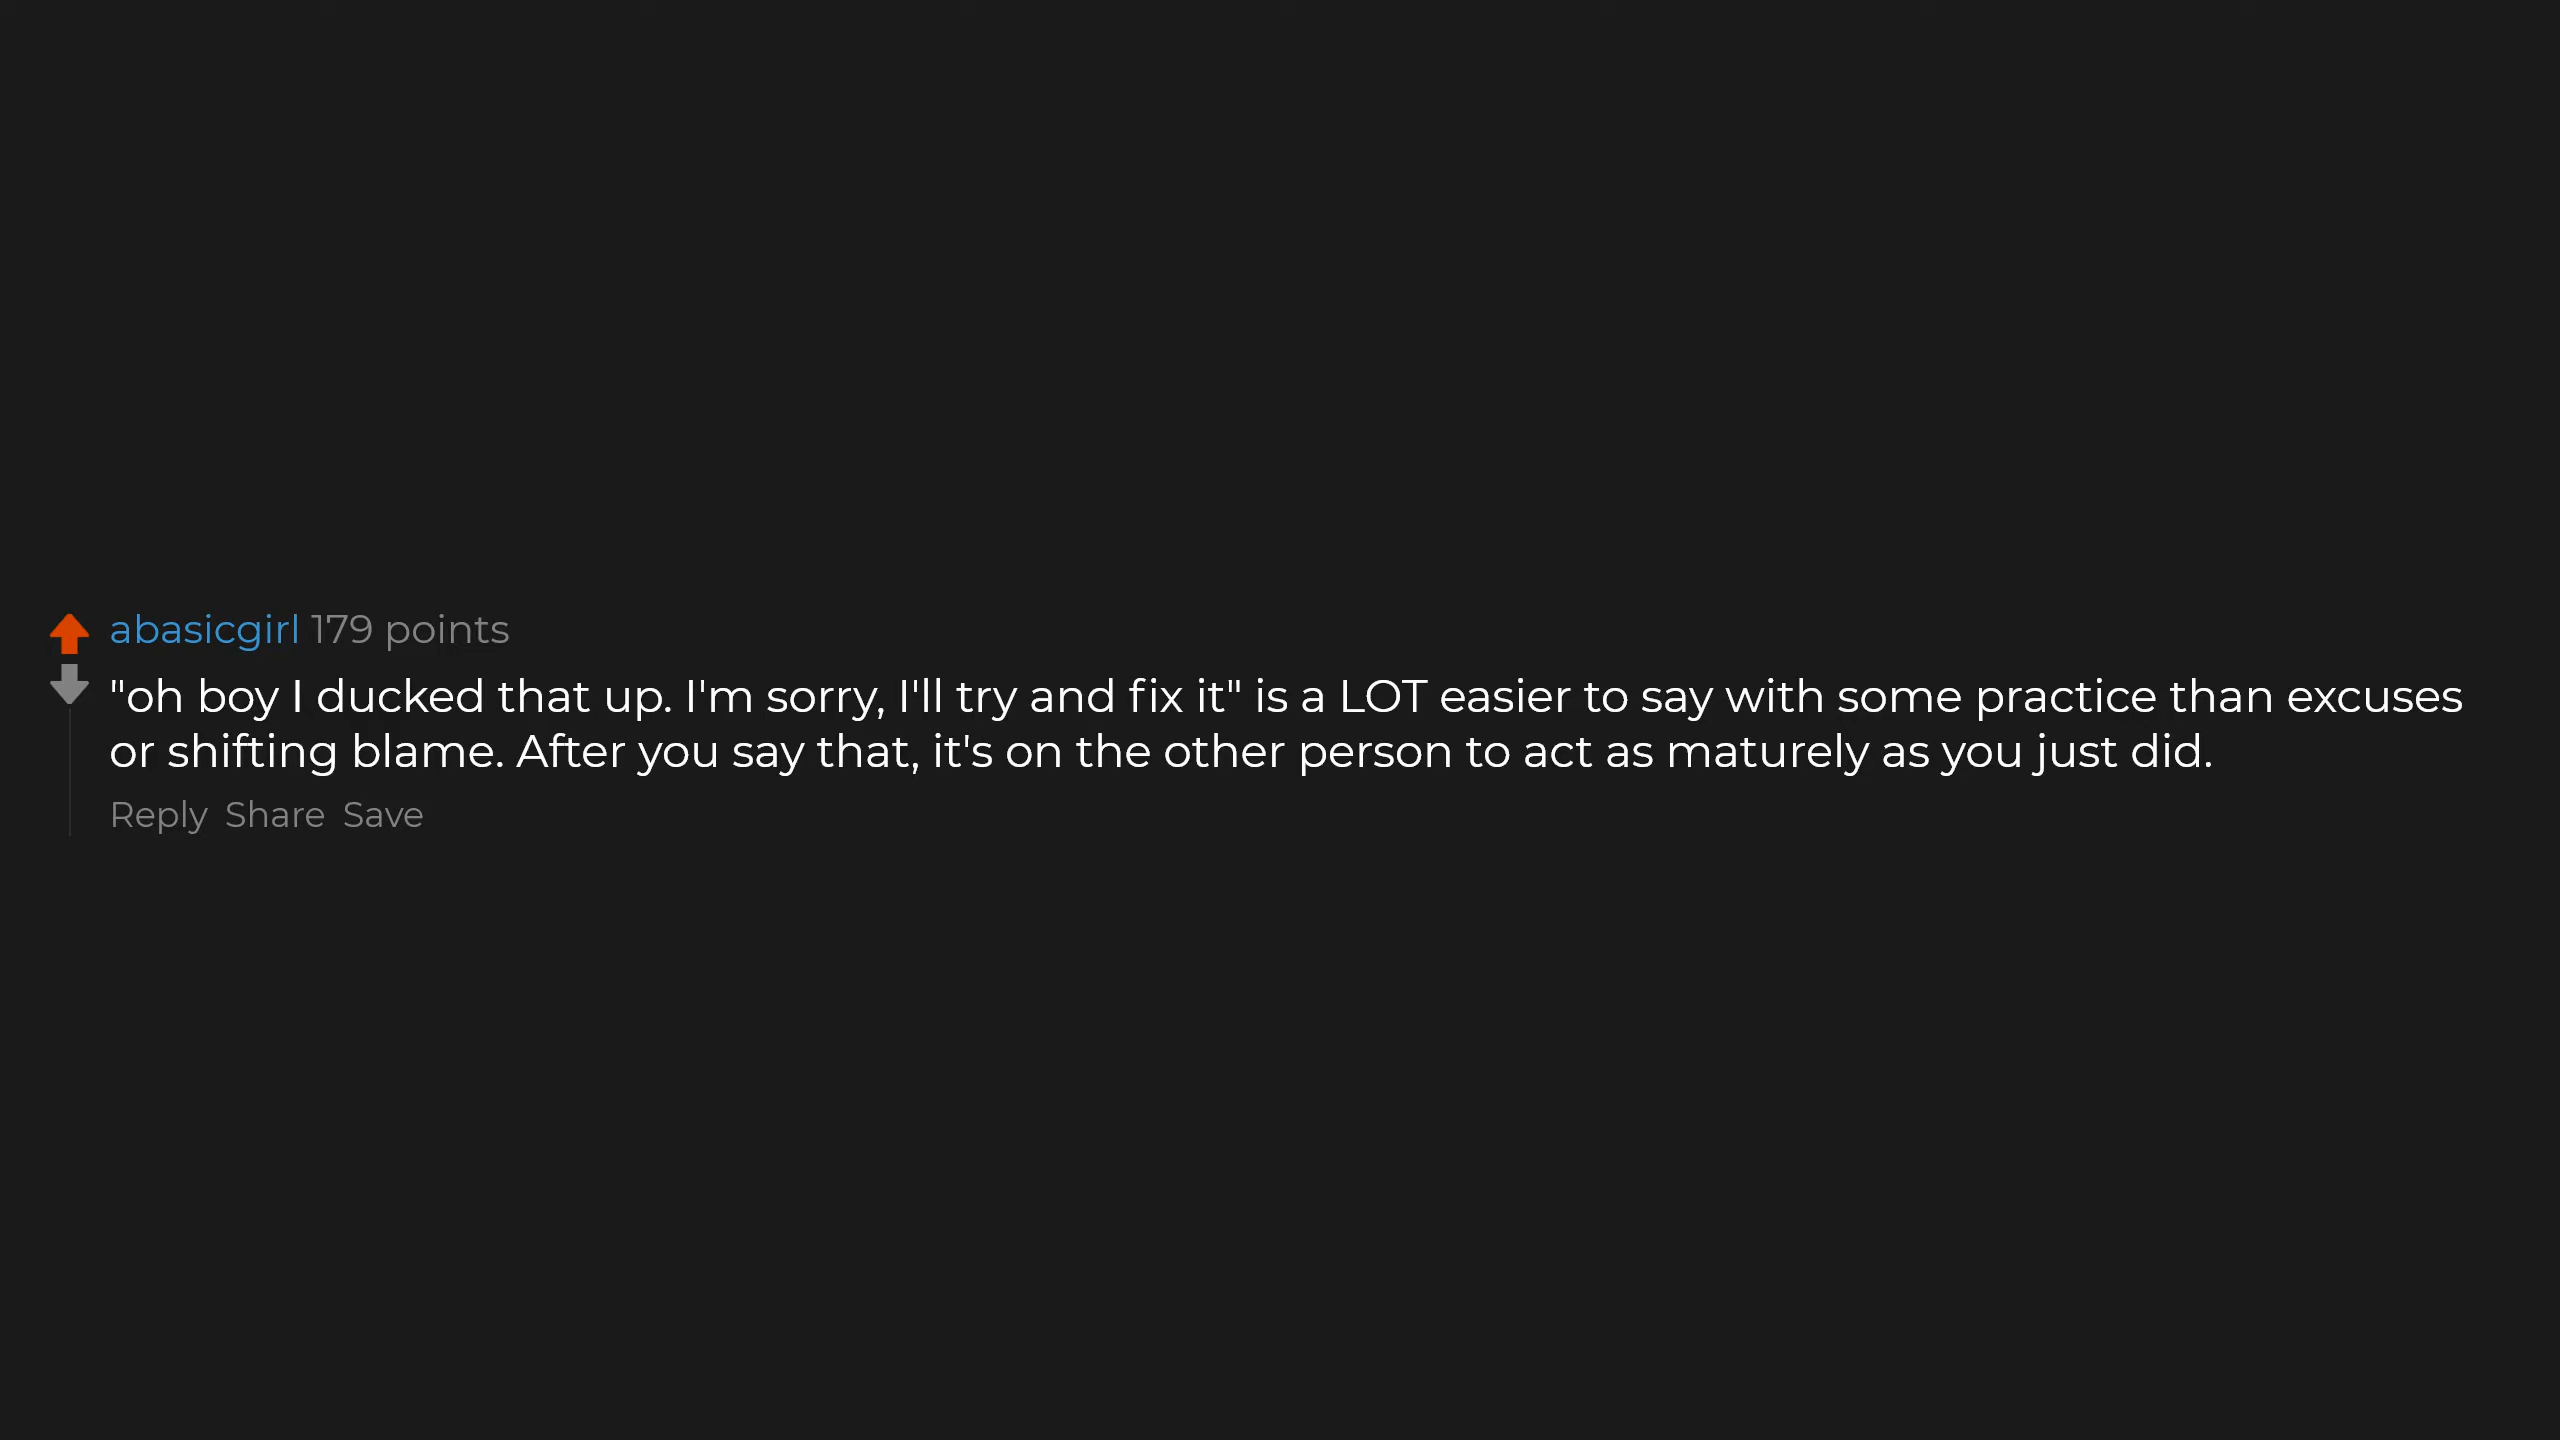 abasicgirl 179 points
"oh boy I ducked that up. I'm sorry, I'll try and fix it" is a LOT easier to say with some practice than excuses
or shifting blame. After you say that, it's on the other person to act as maturely as you just did.
Reply Share Save